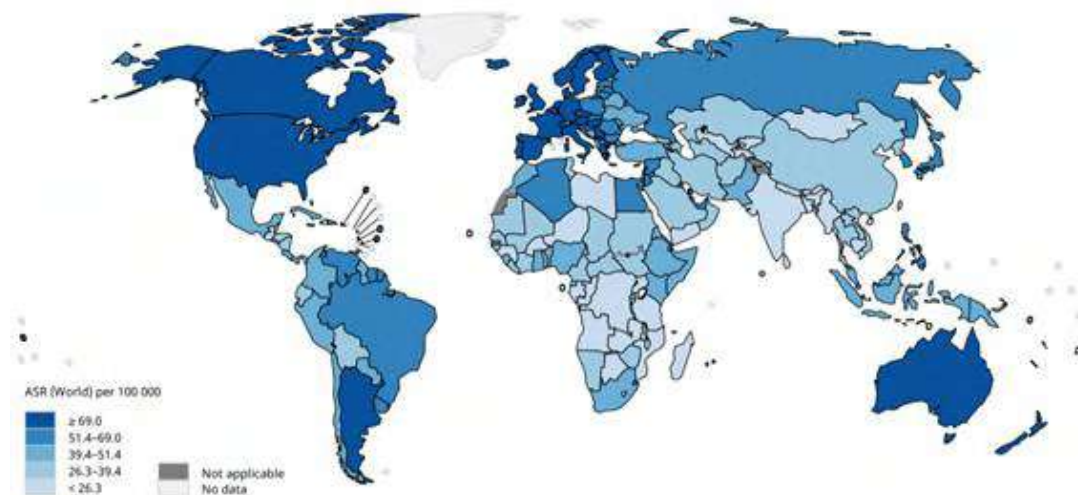 ASR (World) per 100 000
≥ 69.0
51.4–69.0
39.4–51.4
26.3–39.4
< 26.3
Not applicable
No data